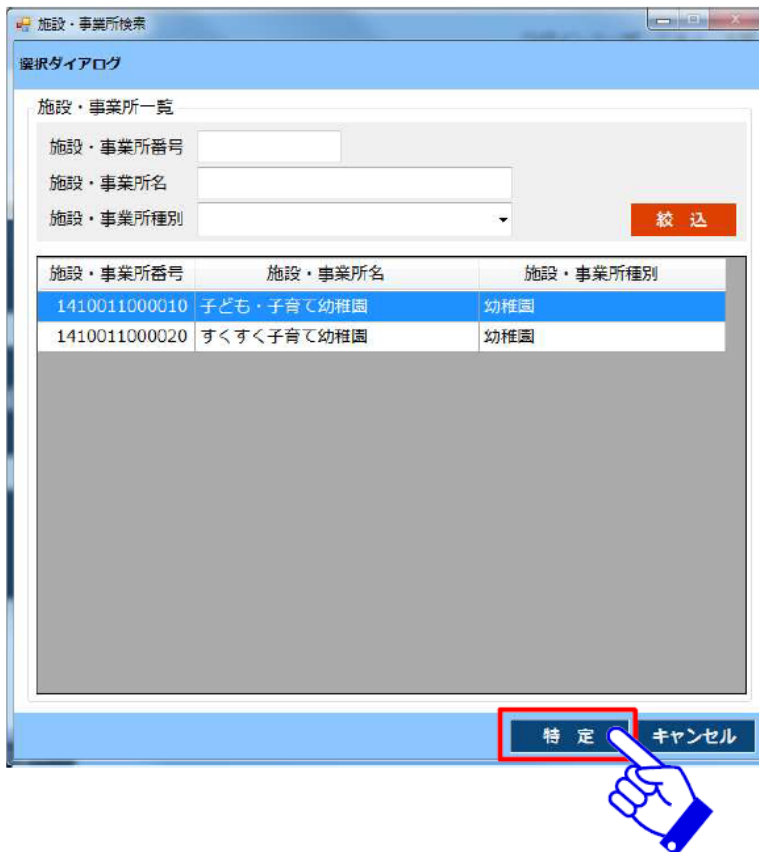 施設・事業所検索
選択ダイアログ
施設・事業所一覧
施設・事業所番号
施設・事業所名
施設・事業所種別
絞 込
施設・事業所番号 施設・事業所名 施設・事業所種別
1410011000010 子ども・子育て幼稚園 幼稚園
1410011000020 すくすく子育て幼稚園 幼稚園
特 定 キャンセル